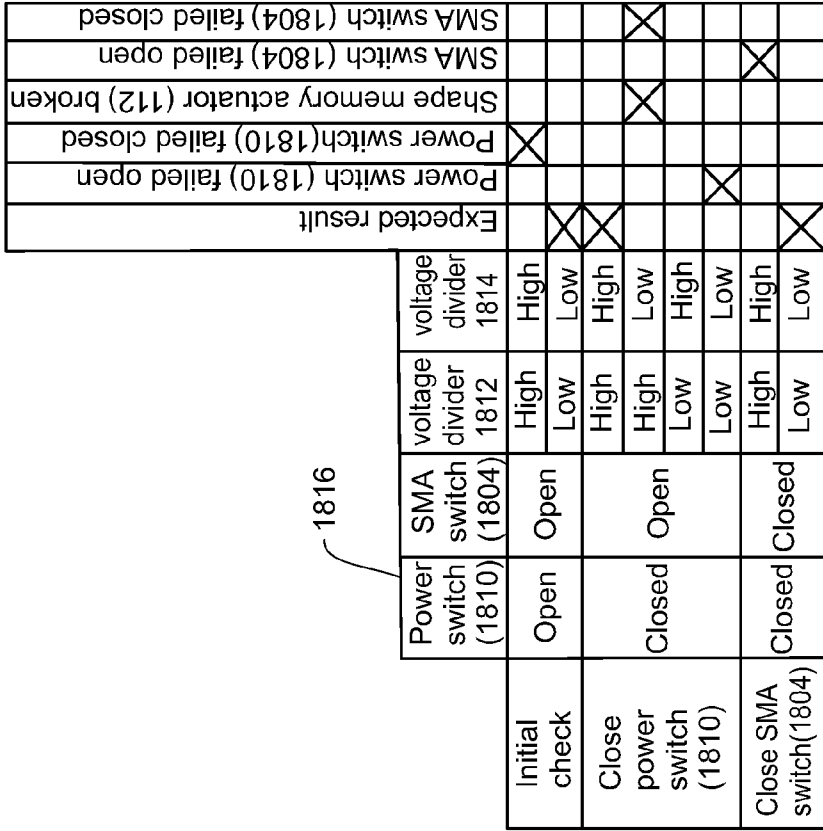 SMA switch (1804) failed closed
SMA switch (1804) failed open
Shape memory actuator (112) broken
Power switch(1810) failed closed
Power switch (1810) failed open
Expected result
voltage
divider
1814
High
Low
High
Low
High
Low
High
Low
voltage
divider
1812
High
Low
High
High
Low
Low
High
Low
1816
SMA
switch
(1804)
Open
Open
Closed
Power
switch
(1810)
Open
Closed
Closed
Initial
check
Close
power
switch
(1810)
Close SMA
switch(1804)